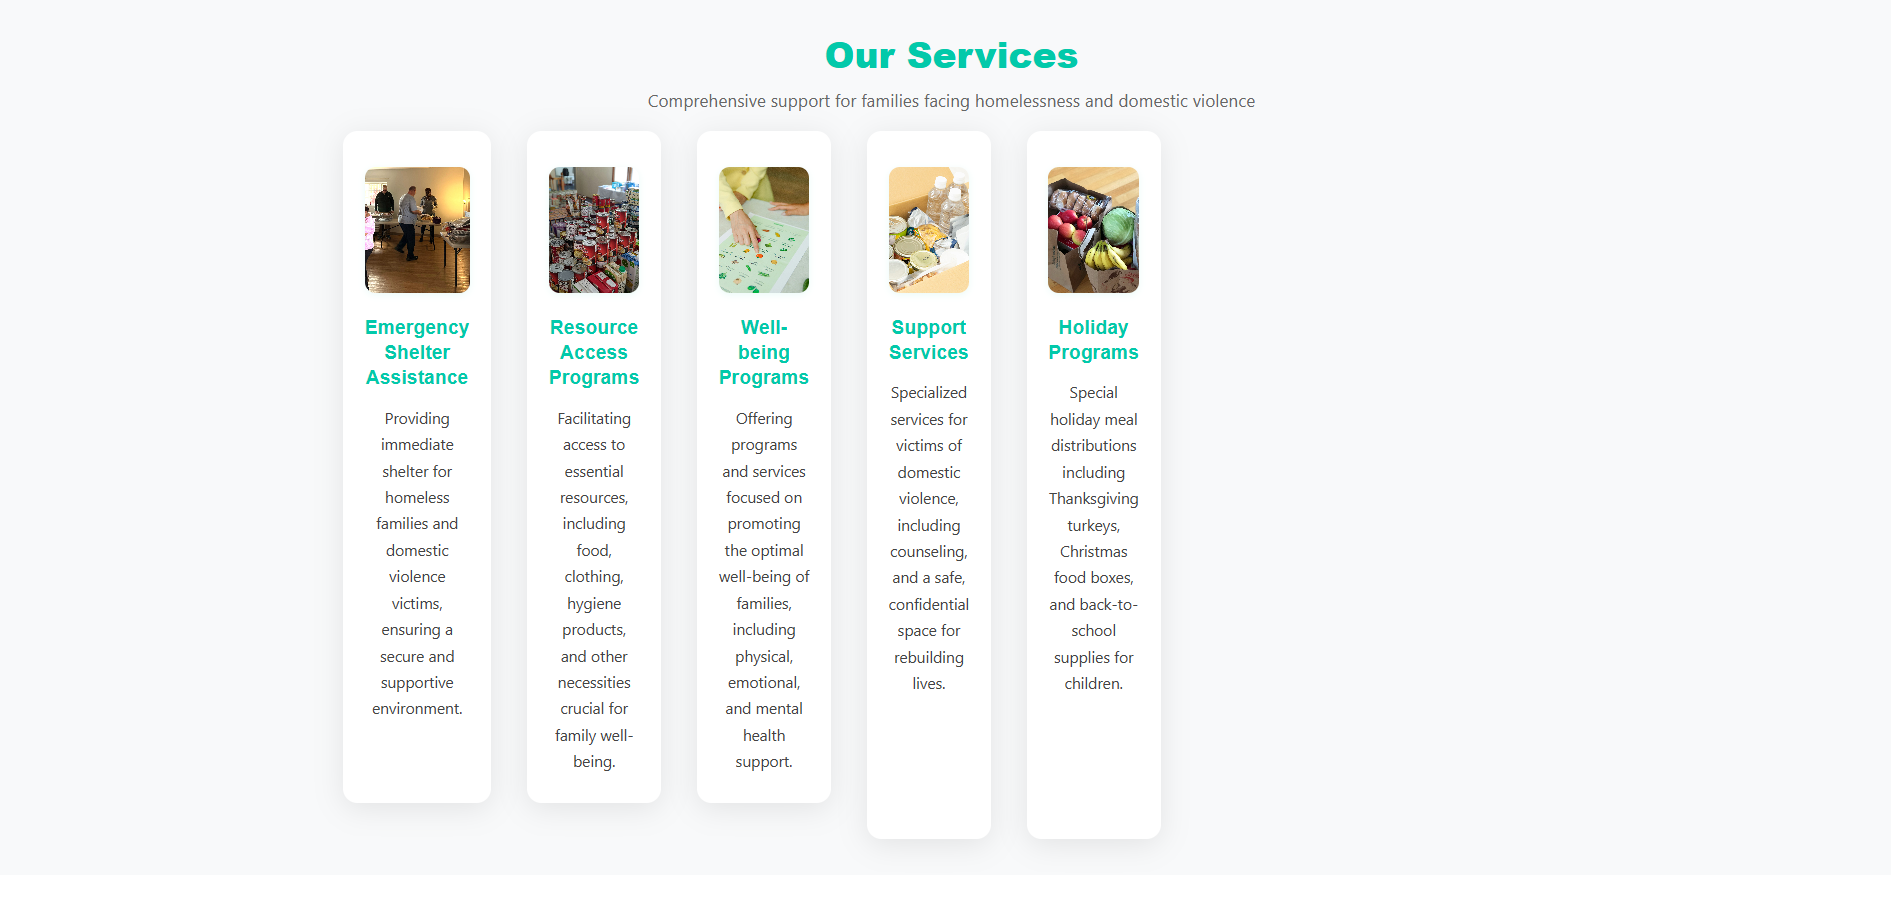 Our Services
Comprehensive support for families facing homelessness and domestic violence
Emergency
Shelter
Assistance
Providing
immediate
shelter for
homeless
families and
domestic
violence
victims,
ensuring a
secure and
supportive
environment.
Resource
Access
Programs
Facilitating
access to
essential
resources,
including
food,
clothing,
hygiene
products,
and other
necessities
crucial for
family well-
being.
Well-
being
Programs
Offering
programs
and services
focused on
promoting
the optimal
well-being of
families,
including
physical,
emotional,
and mental
health
support.
Support
Services
Specialized
services for
victims of
domestic
violence,
including
counseling,
and a safe,
confidential
space for
rebuilding
lives.
Holiday
Programs
Special
holiday meal
distributions
including
Thanksgiving
turkeys,
Christmas
food boxes,
and back-to-
school
supplies for
children.